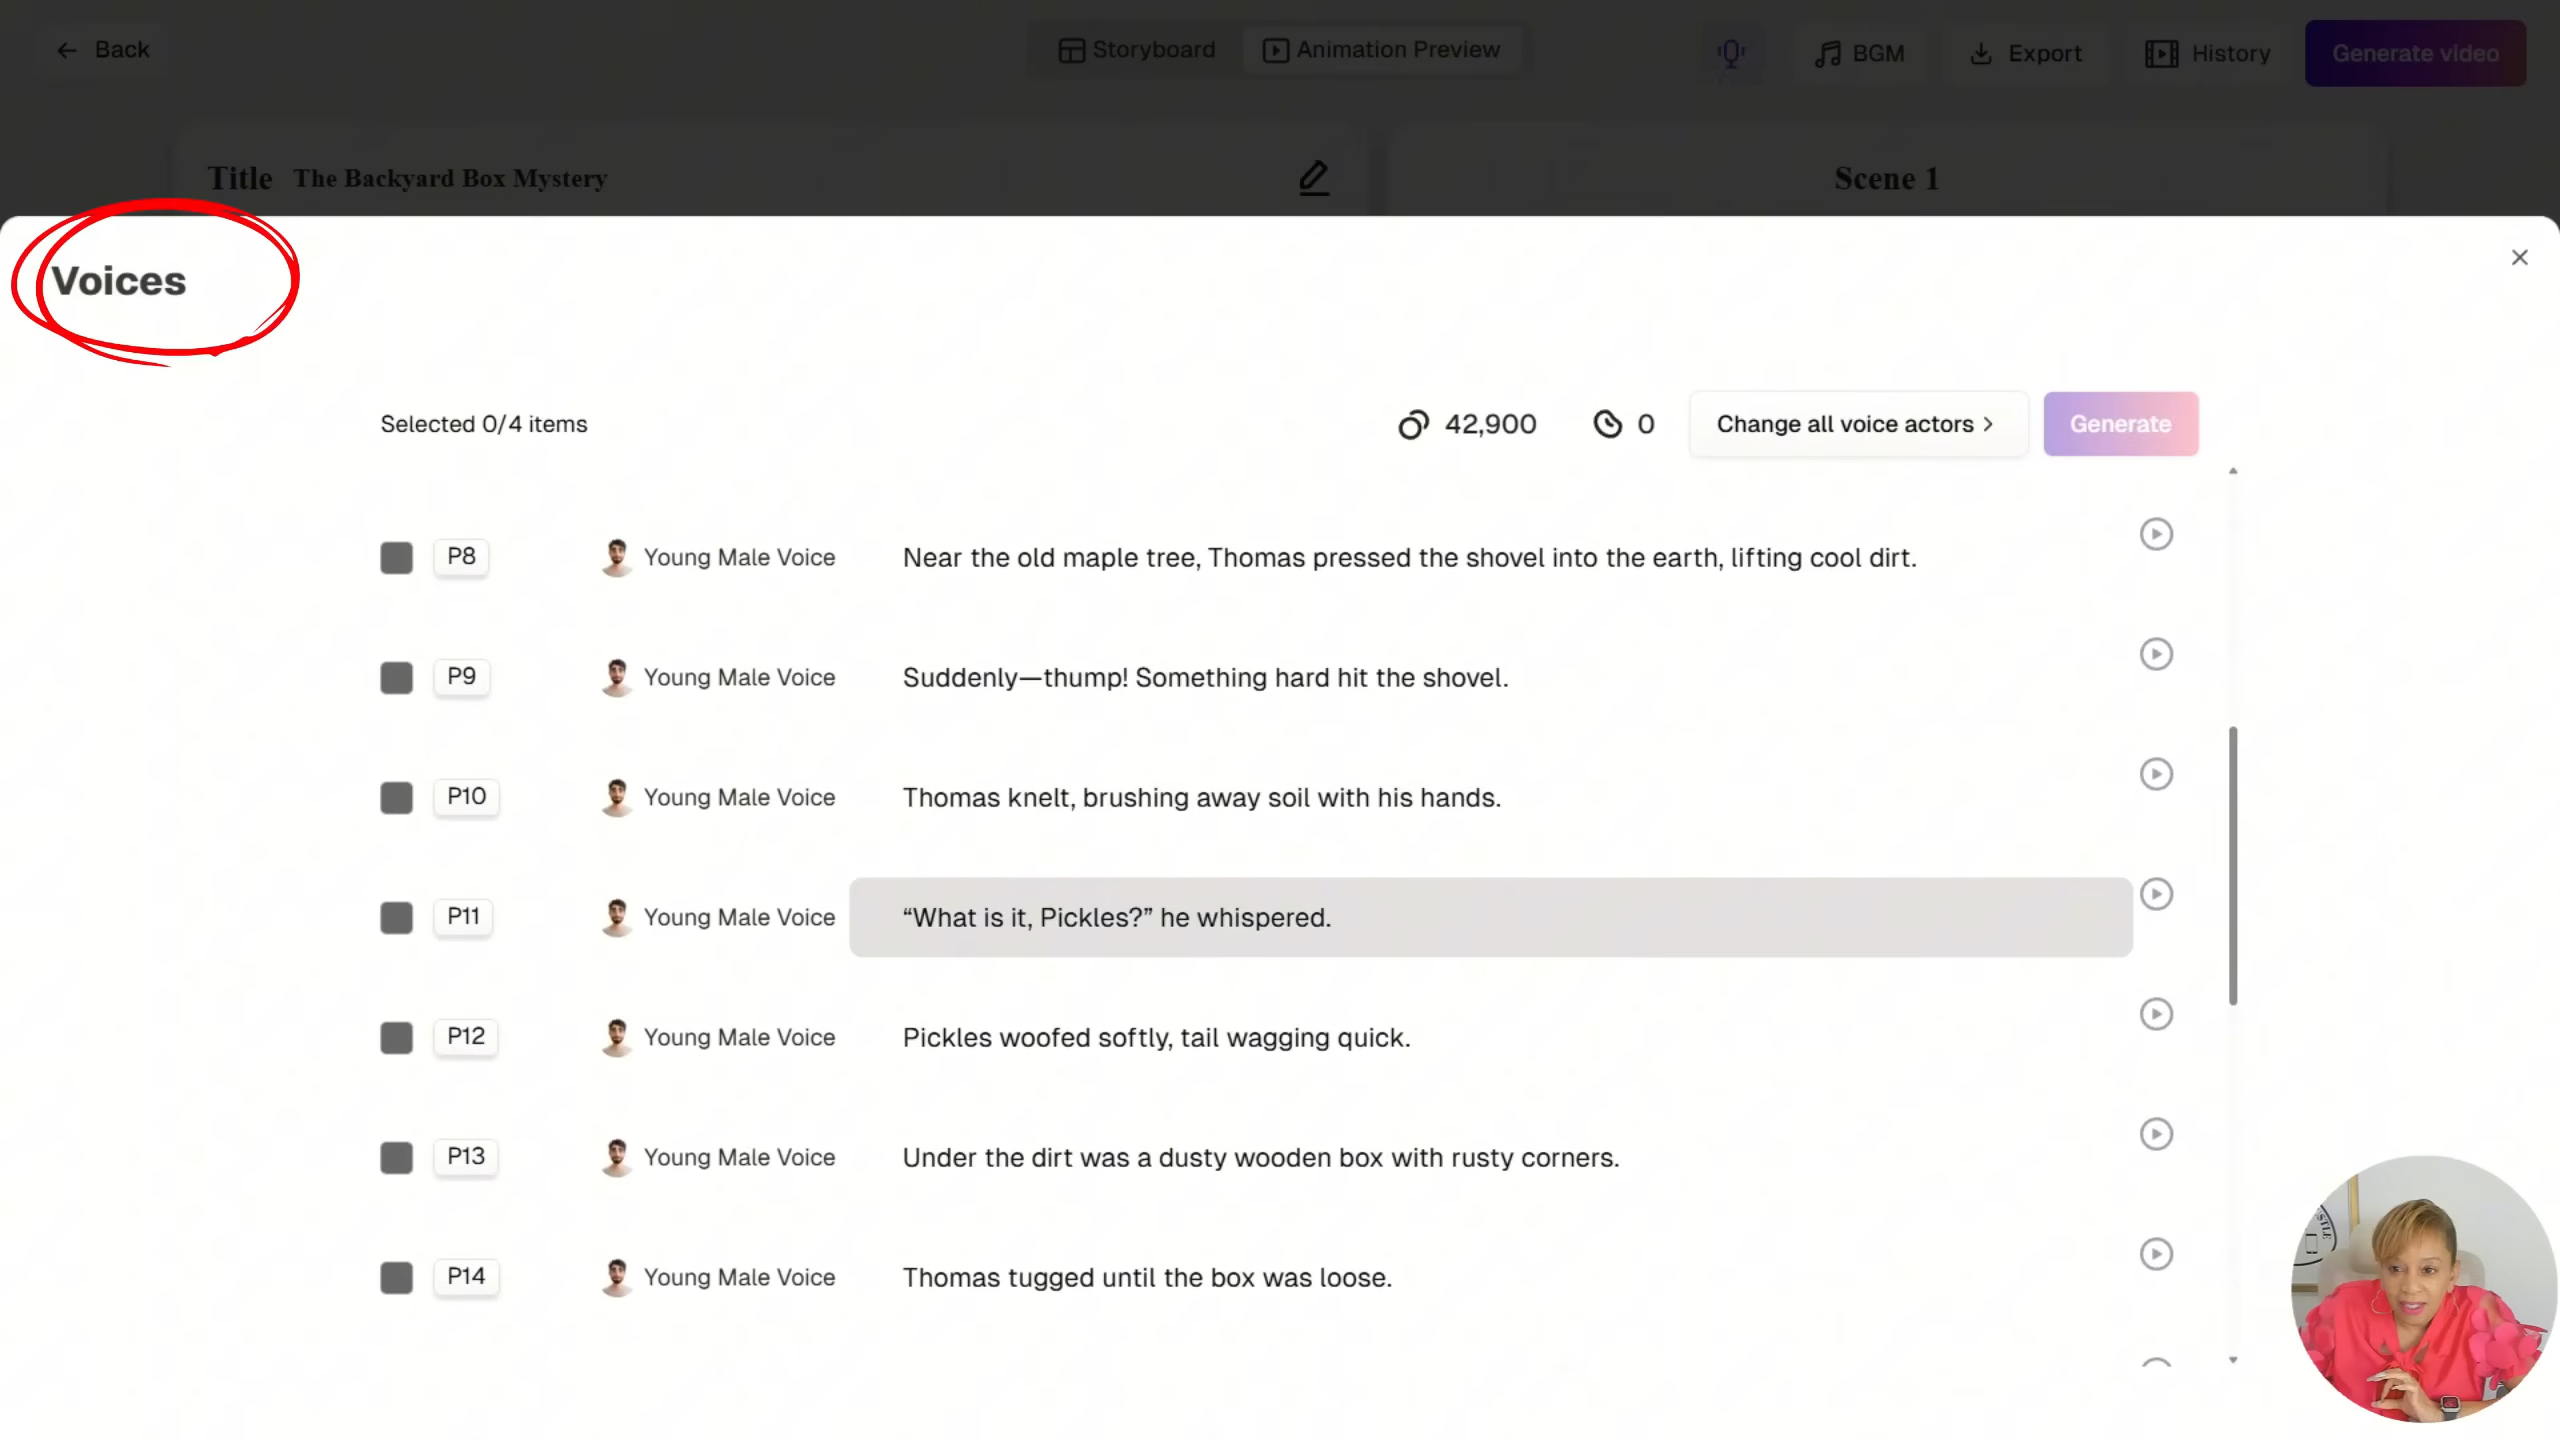 Back
Storyboard
Animation Preview
BGM
Export
History
Generate video
Title The Backyard Box Mystery
Scene 1
Voices
Selected 0/4 items
42,900
0
Change all voice actors >
Generate
P8 Young Male Voice Near the old maple tree, Thomas pressed the shovel into the earth, lifting cool dirt.
P9 Young Male Voice Suddenly—thump! Something hard hit the shovel.
P10 Young Male Voice Thomas knelt, brushing away soil with his hands.
P11 Young Male Voice “What is it, Pickles?” he whispered.
P12 Young Male Voice Pickles woofed softly, tail wagging quick.
P13 Young Male Voice Under the dirt was a dusty wooden box with rusty corners.
P14 Young Male Voice Thomas tugged until the box was loose.